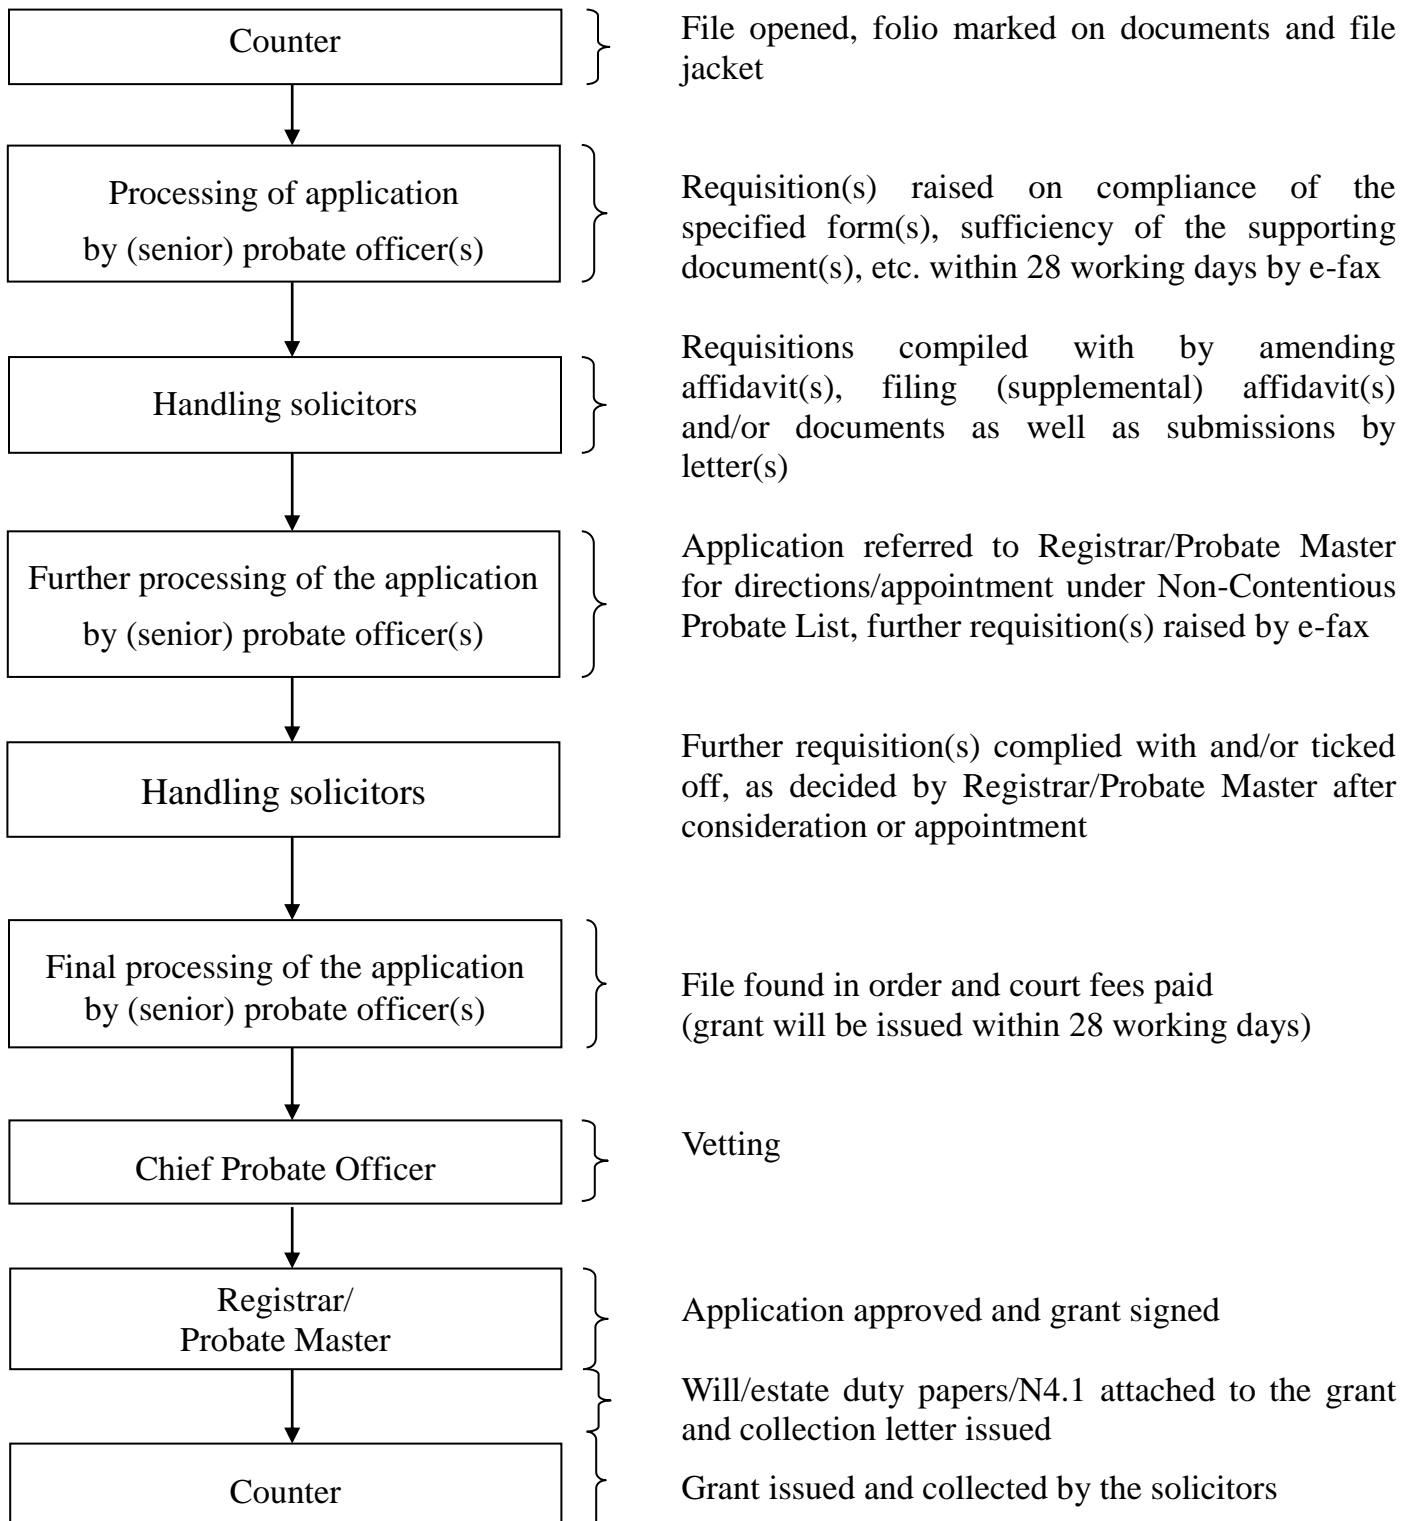 Counter
File opened, folio marked on documents and file
jacket
Processing of application
by (senior) probate officer(s)
Requisition(s) raised on compliance of the
specified form(s), sufficiency of the supporting
document(s), etc. within 28 working days by e-fax
Handling solicitors
Requisitions compiled with by amending
affidavit(s), filing (supplemental) affidavit(s)
and/or documents as well as submissions by
letter(s)
Further processing of the application
by (senior) probate officer(s)
Application referred to Registrar/Probate Master
for directions/appointment under Non-Contentious
Probate List, further requisition(s) raised by e-fax
Handling solicitors
Further requisition(s) complied with and/or ticked
off, as decided by Registrar/Probate Master after
consideration or appointment
Final processing of the application
by (senior) probate officer(s)
File found in order and court fees paid
(grant will be issued within 28 working days)
Chief Probate Officer
Vetting
Registrar/
Probate Master
Application approved and grant signed
Will/estate duty papers/N4.1 attached to the grant
and collection letter issued
Counter
Grant issued and collected by the solicitors